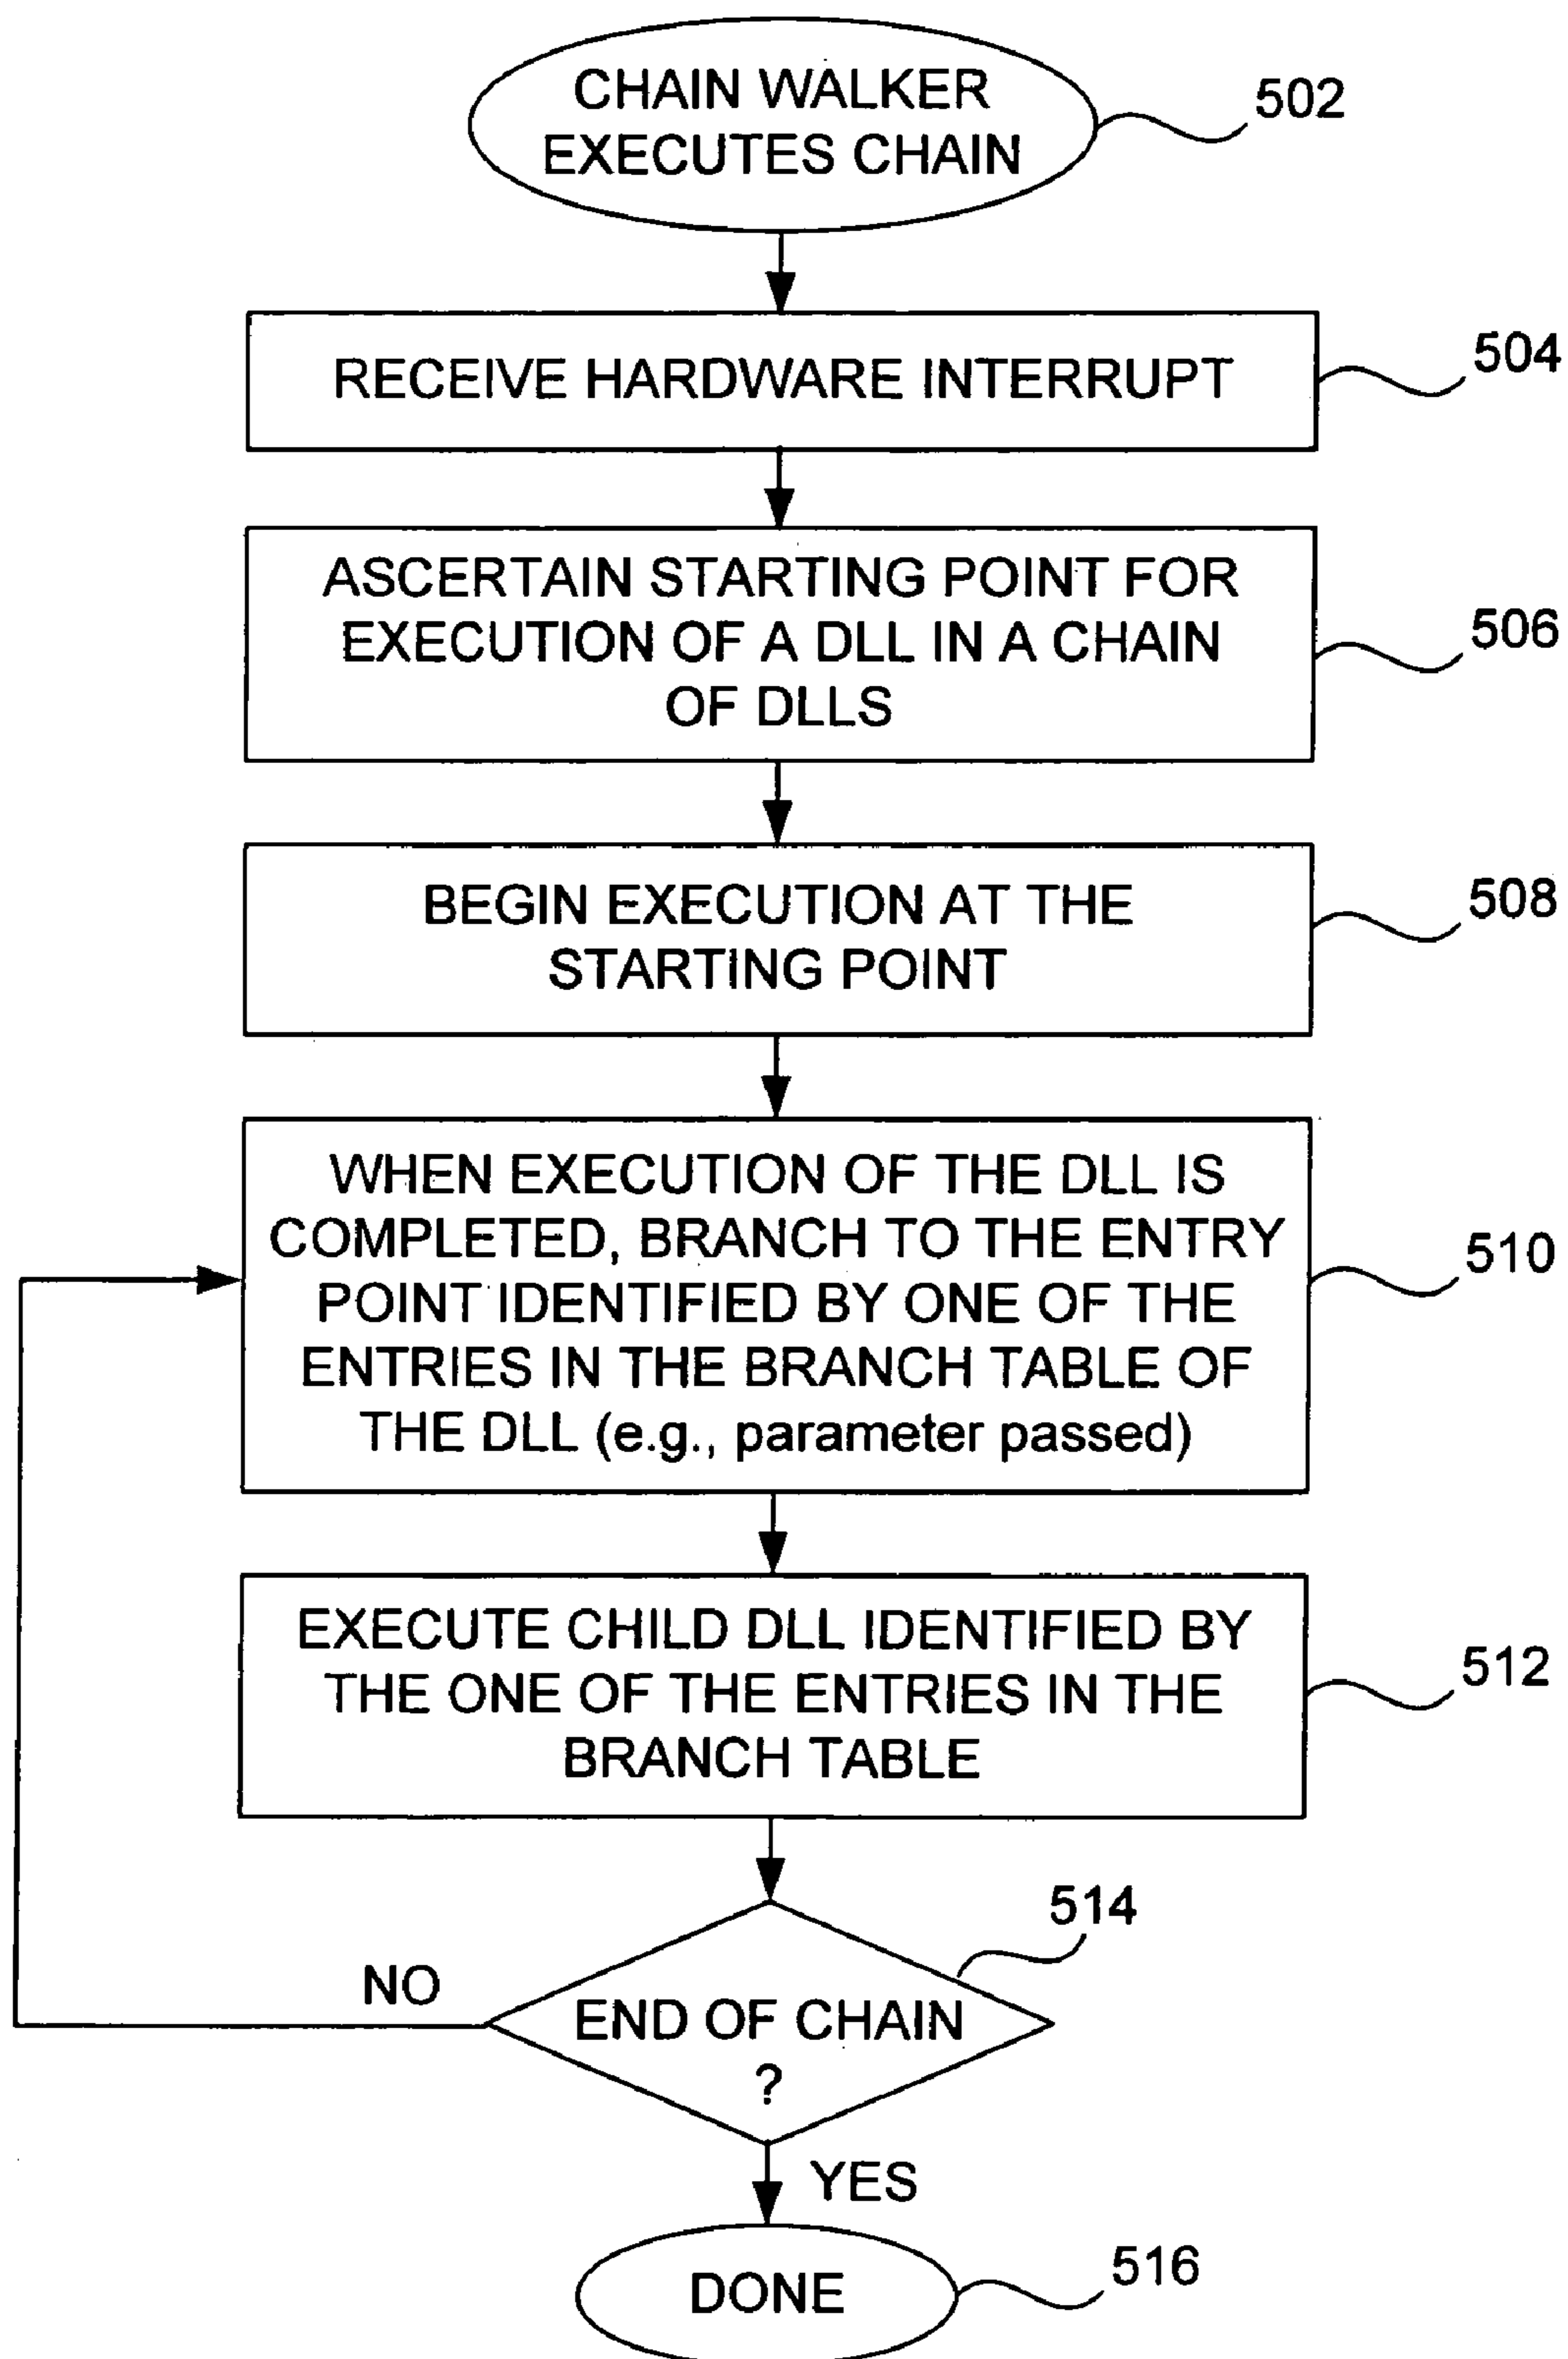 CHAIN WALKER
EXECUTES CHAIN
502
RECEIVE HARDWARE INTERRUPT
504
ASCERTAIN STARTING POINT FOR
EXECUTION OF A DLL IN A CHAIN
OF DLLS
506
BEGIN EXECUTION AT THE
STARTING POINT
508
WHEN EXECUTION OF THE DLL IS
COMPLETED, BRANCH TO THE ENTRY
POINT IDENTIFIED BY ONE OF THE
ENTRIES IN THE BRANCH TABLE OF
THE DLL (e.g., parameter passed)
510
EXECUTE CHILD DLL IDENTIFIED BY
THE ONE OF THE ENTRIES IN THE
BRANCH TABLE
512
514
NO
END OF CHAIN
?
YES
DONE
516